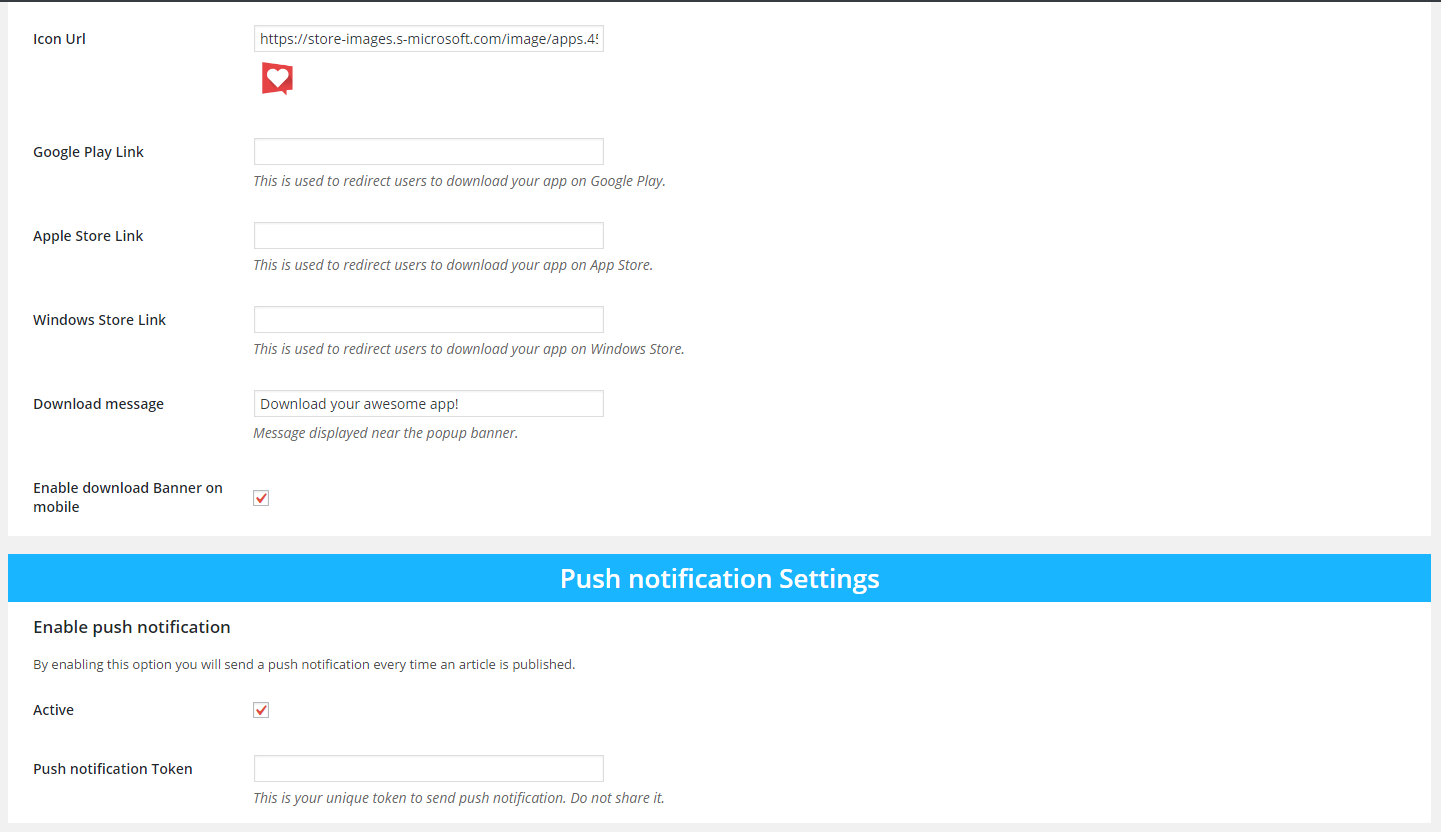 Icon Url
https://store-images.s-microsoft.com/image/apps.45
Google Play Link
This is used to redirect users to download your app on Google Play.
Apple Store Link
This is used to redirect users to download your app on App Store.
Windows Store Link
This is used to redirect users to download your app on Windows Store.
Download message
Download your awesome app!
Message displayed near the popup banner.
Enable download Banner on
mobile
Push notification Settings
Enable push notification
By enabling this option you will send a push notification every time an article is published.
Active
Push notification Token
This is your unique token to send push notification. Do not share it.